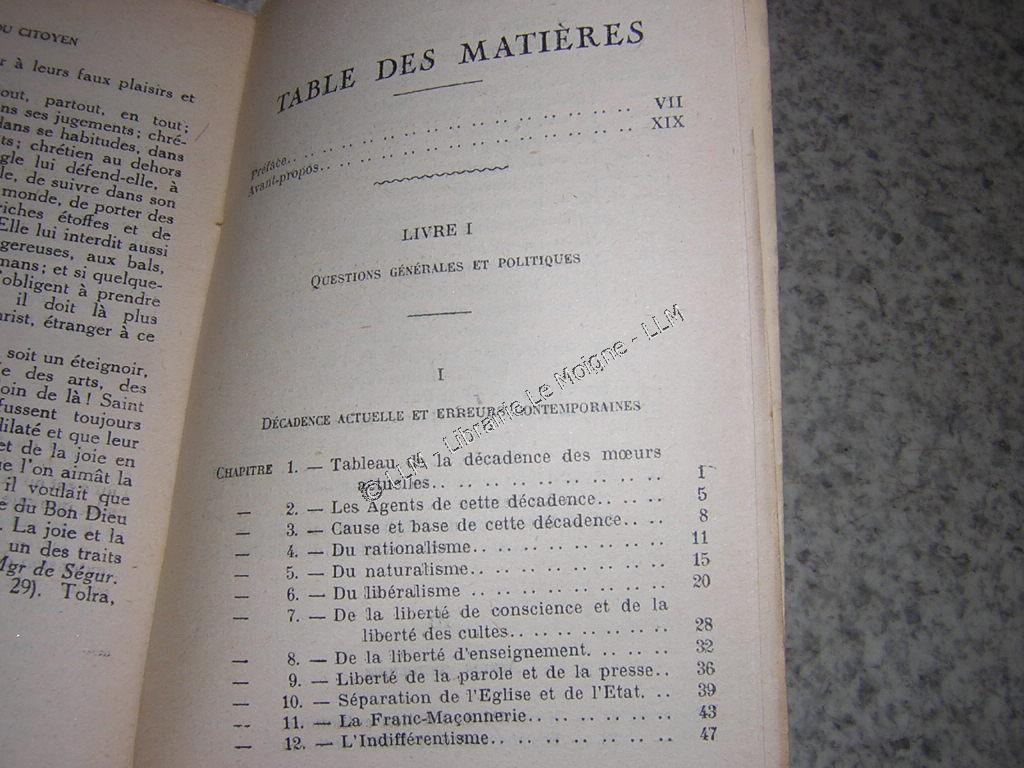 DU CITOYEN
r à leurs faux plaisirs et
out, partout, en tout;
ns ses jugements; chré-
dans se habitudes, dans
ts; chrétien au dehors
gle lui défend-elle, à
le, de suivre dans son
monde, de porter des
riches étoffes et de
Elle lui interdit aussi
gereuses, aux bals,
mans; et si quelque-
'obligent à prendre
il doit là plus
hrist, étranger à ce
soit un éteignoir,
e des arts, des
oin de là! Saint
fussent toujours
dilaté et que leur
et de la joie en
ue l'on aimât la
il voulait que
e du Bon Dieu
. La joie et la
un des traits
Mgr de Ségur.
29). Tolra,
TABLE DES MATIÈRES
Préface.. .. .. .. .. .. .. .. .. .. .. .. .. .. VII
Avant-propos.. .. .. .. .. .. .. .. .. .. .. .. XIX
LIVRE I
QUESTIONS GÉNÉRALES ET POLITIQUES
I
DÉCADENCE ACTUELLE ET ERREURS CONTEMPORAINES
CHAPITRE 1. — Tableau de la décadence des mœurs
actuelles.. .. .. .. .. .. .. .. .. .. 1
— 2. — Les Agents de cette décadence.. .. .. 5
— 3. — Cause et base de cette décadence.. .. 8
— 4. — Du rationalisme.. .. .. .. .. .. .. .. 11
— 5. — Du naturalisme.. .. .. .. .. .. .. .. 15
— 6. — Du libéralisme .. .. .. .. .. .. .. .. 20
— 7. — De la liberté de conscience et de la
liberté des cultes.. .. .. .. .. .. .. 28
— 8. — De la liberté d'enseignement. .. .. .. 32
— 9. — Liberté de la parole et de la presse.. 36
— 10. — Séparation de l'Eglise et de l'Etat. .. 39
— 11. — La Franc-Maçonnerie.. .. .. .. .. .. 43
— 12. — L'Indifférentisme.. .. .. .. .. .. .. 47
© LLM - Librairie Le Moigne - LLM